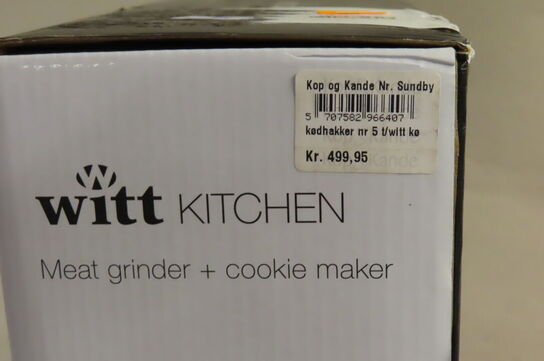 Kop og Kande Nr. Sundby
5 707582 966407
kødhakker nr 5 t/witt kø
Kr. 499,95
witt KITCHEN
Meat grinder + cookie maker